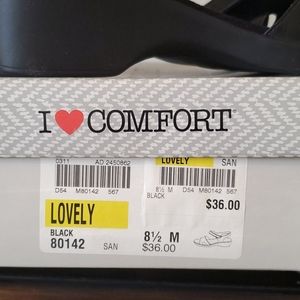 I♥COMFORT
0311 AD 2450862
D54 M80142 567
LOVELY
BLACK
80142 SAN
8½ M
$36.00
LOVELY SAN
8½ M
BLACK
D54 M80142 567
$36.00